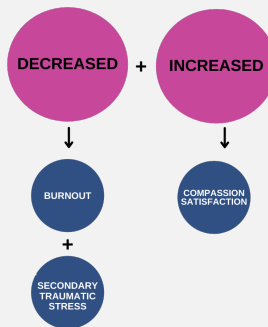 DECREASED + INCREASED
BURNOUT
+
SECONDARY
TRAUMATIC
STRESS
COMPASSION
SATISFACTION